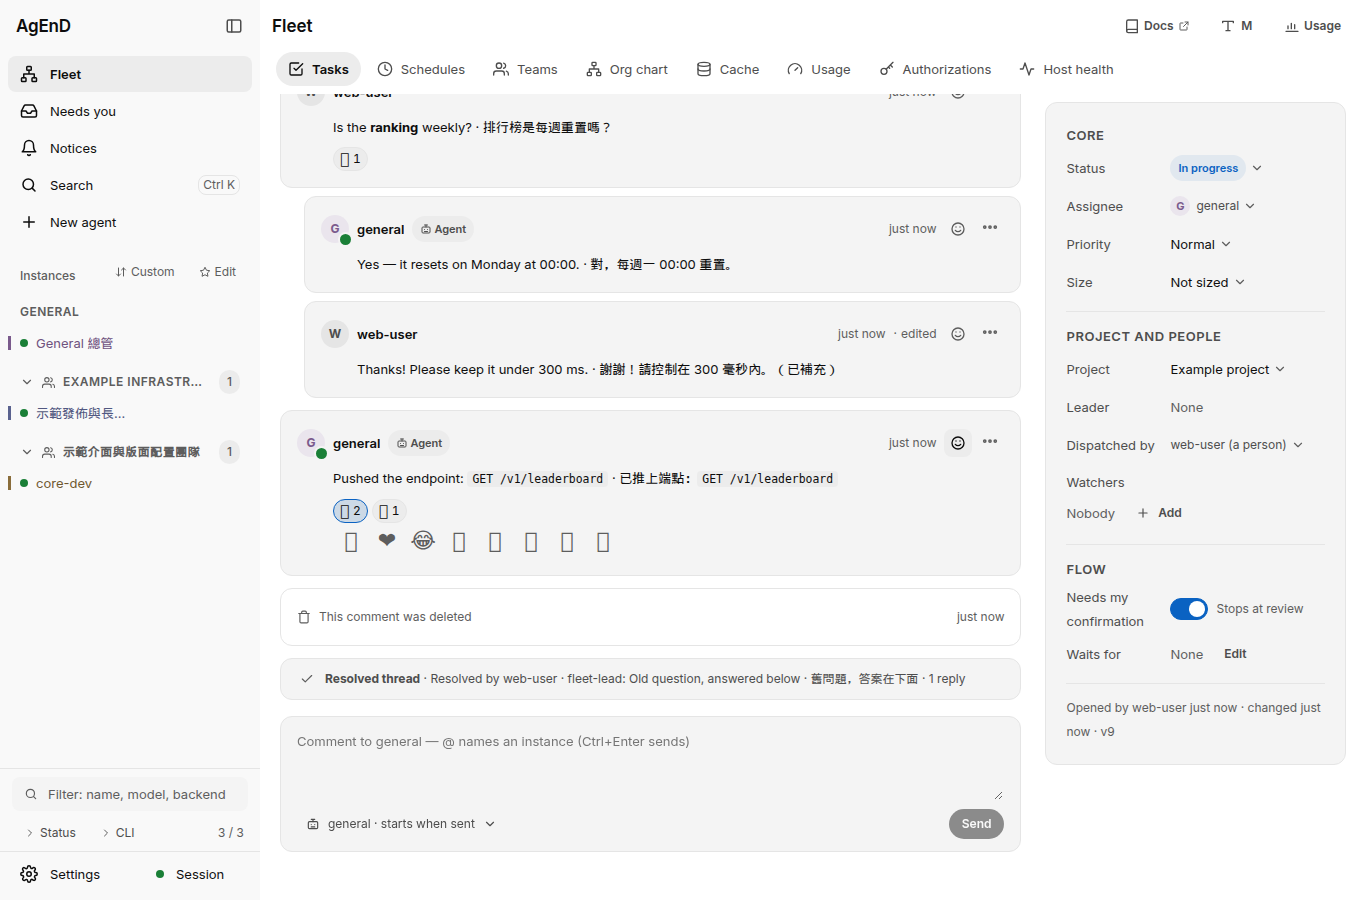 AgEnD
Fleet
Needs you
Notices
Search Ctrl K
New agent
Instances Custom Edit
GENERAL
General 總管
EXAMPLE INFRASTR... 1
示範發佈與長...
示範介面與版面配置團隊 1
core-dev
Filter: name, model, backend
Status CLI 3 / 3
Settings Session
Fleet
Docs M Usage
Tasks Schedules Teams Org chart Cache Usage Authorizations Host health
W web-user just now
Is the ranking weekly? · 排行榜是每週重置嗎？
1
G general Agent just now
Yes — it resets on Monday at 00:00. · 對，每週一 00:00 重置。
W web-user just now · edited
Thanks! Please keep it under 300 ms. · 謝謝！請控制在 300 毫秒內。（已補充）
G general Agent just now
Pushed the endpoint: GET /v1/leaderboard · 已推上端點： GET /v1/leaderboard
2 1
❤ 😂
This comment was deleted just now
Resolved thread · Resolved by web-user · fleet-lead: Old question, answered below · 舊問題，答案在下面 · 1 reply
Comment to general — @ names an instance (Ctrl+Enter sends)
general · starts when sent Send
CORE
Status In progress
Assignee G general
Priority Normal
Size Not sized
PROJECT AND PEOPLE
Project Example project
Leader None
Dispatched by web-user (a person)
Watchers
Nobody Add
FLOW
Needs my
confirmation Stops at review
Waits for None Edit
Opened by web-user just now · changed just
now · v9